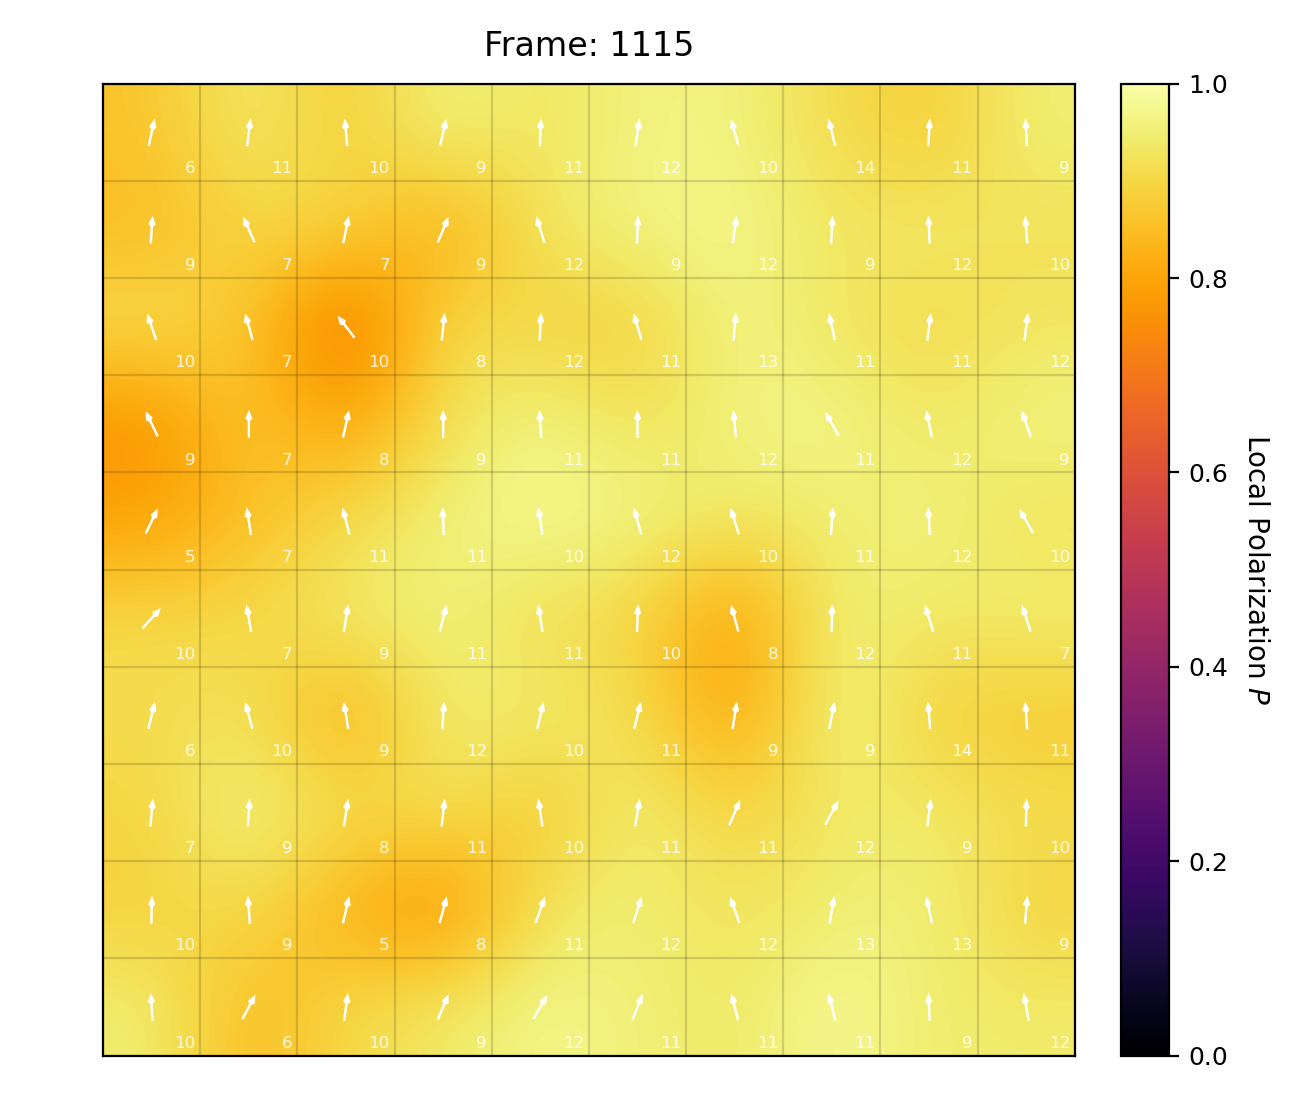 Frame: 1115
6 11 10 9 11 12 10 14 11 9
9 7 7 9 12 9 12 9 12 10
10 7 10 8 12 11 13 11 11 12
9 7 8 9 11 11 12 11 12 9
5 7 11 11 10 12 10 11 12 10
10 7 9 11 11 10 8 12 11 7
6 10 9 12 10 11 9 9 14 11
7 9 8 11 10 11 11 12 9 10
10 9 5 8 11 12 12 13 13 9
10 6 10 9 12 11 11 11 9 12
1.0
0.8
0.6
0.4
0.2
0.0
Local Polarization P